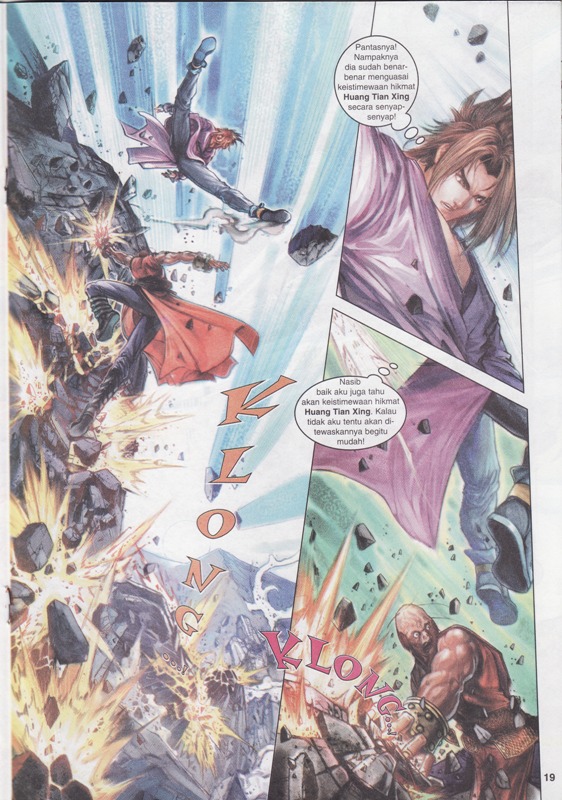 Pantasnya!
Nampaknya
dia sudah benar-
benar menguasai
keistimewaan hikmat
Huang Tian Xing
secara senyap-
senyap!
Nasib
baik aku juga tahu
akan keistimewaan hikmat
Huang Tian Xing. Kalau
tidak aku tentu akan di-
tewaskannya begitu
mudah!
KLONG
KLONG
19